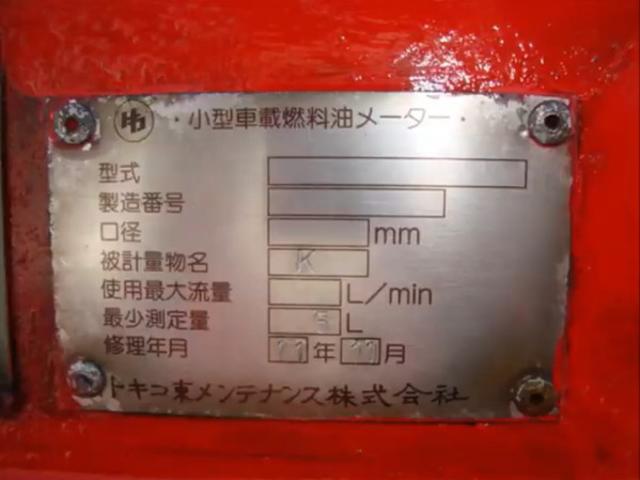 ・小型車載燃料油メーター・
型式
製造番号
口径 mm
被計量物名 K
使用最大流量 L/min
最少測定量 5 L
修理年月 年 月
トキコ東メンテナンス株式会社